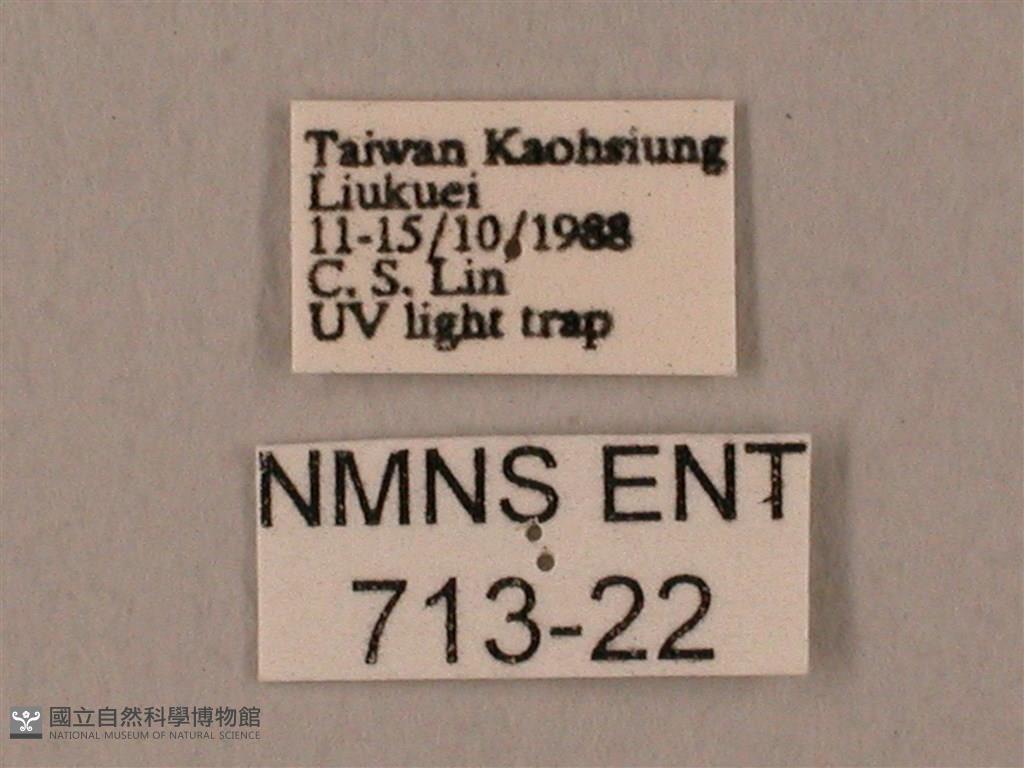 Taiwan Kaohsiung
Liukuei
11-15/10/1988
C. S. Lin
UV light trap
NMNS ENT
713-22
國立自然科學博物館
NATIONAL MUSEUM OF NATURAL SCIENCE